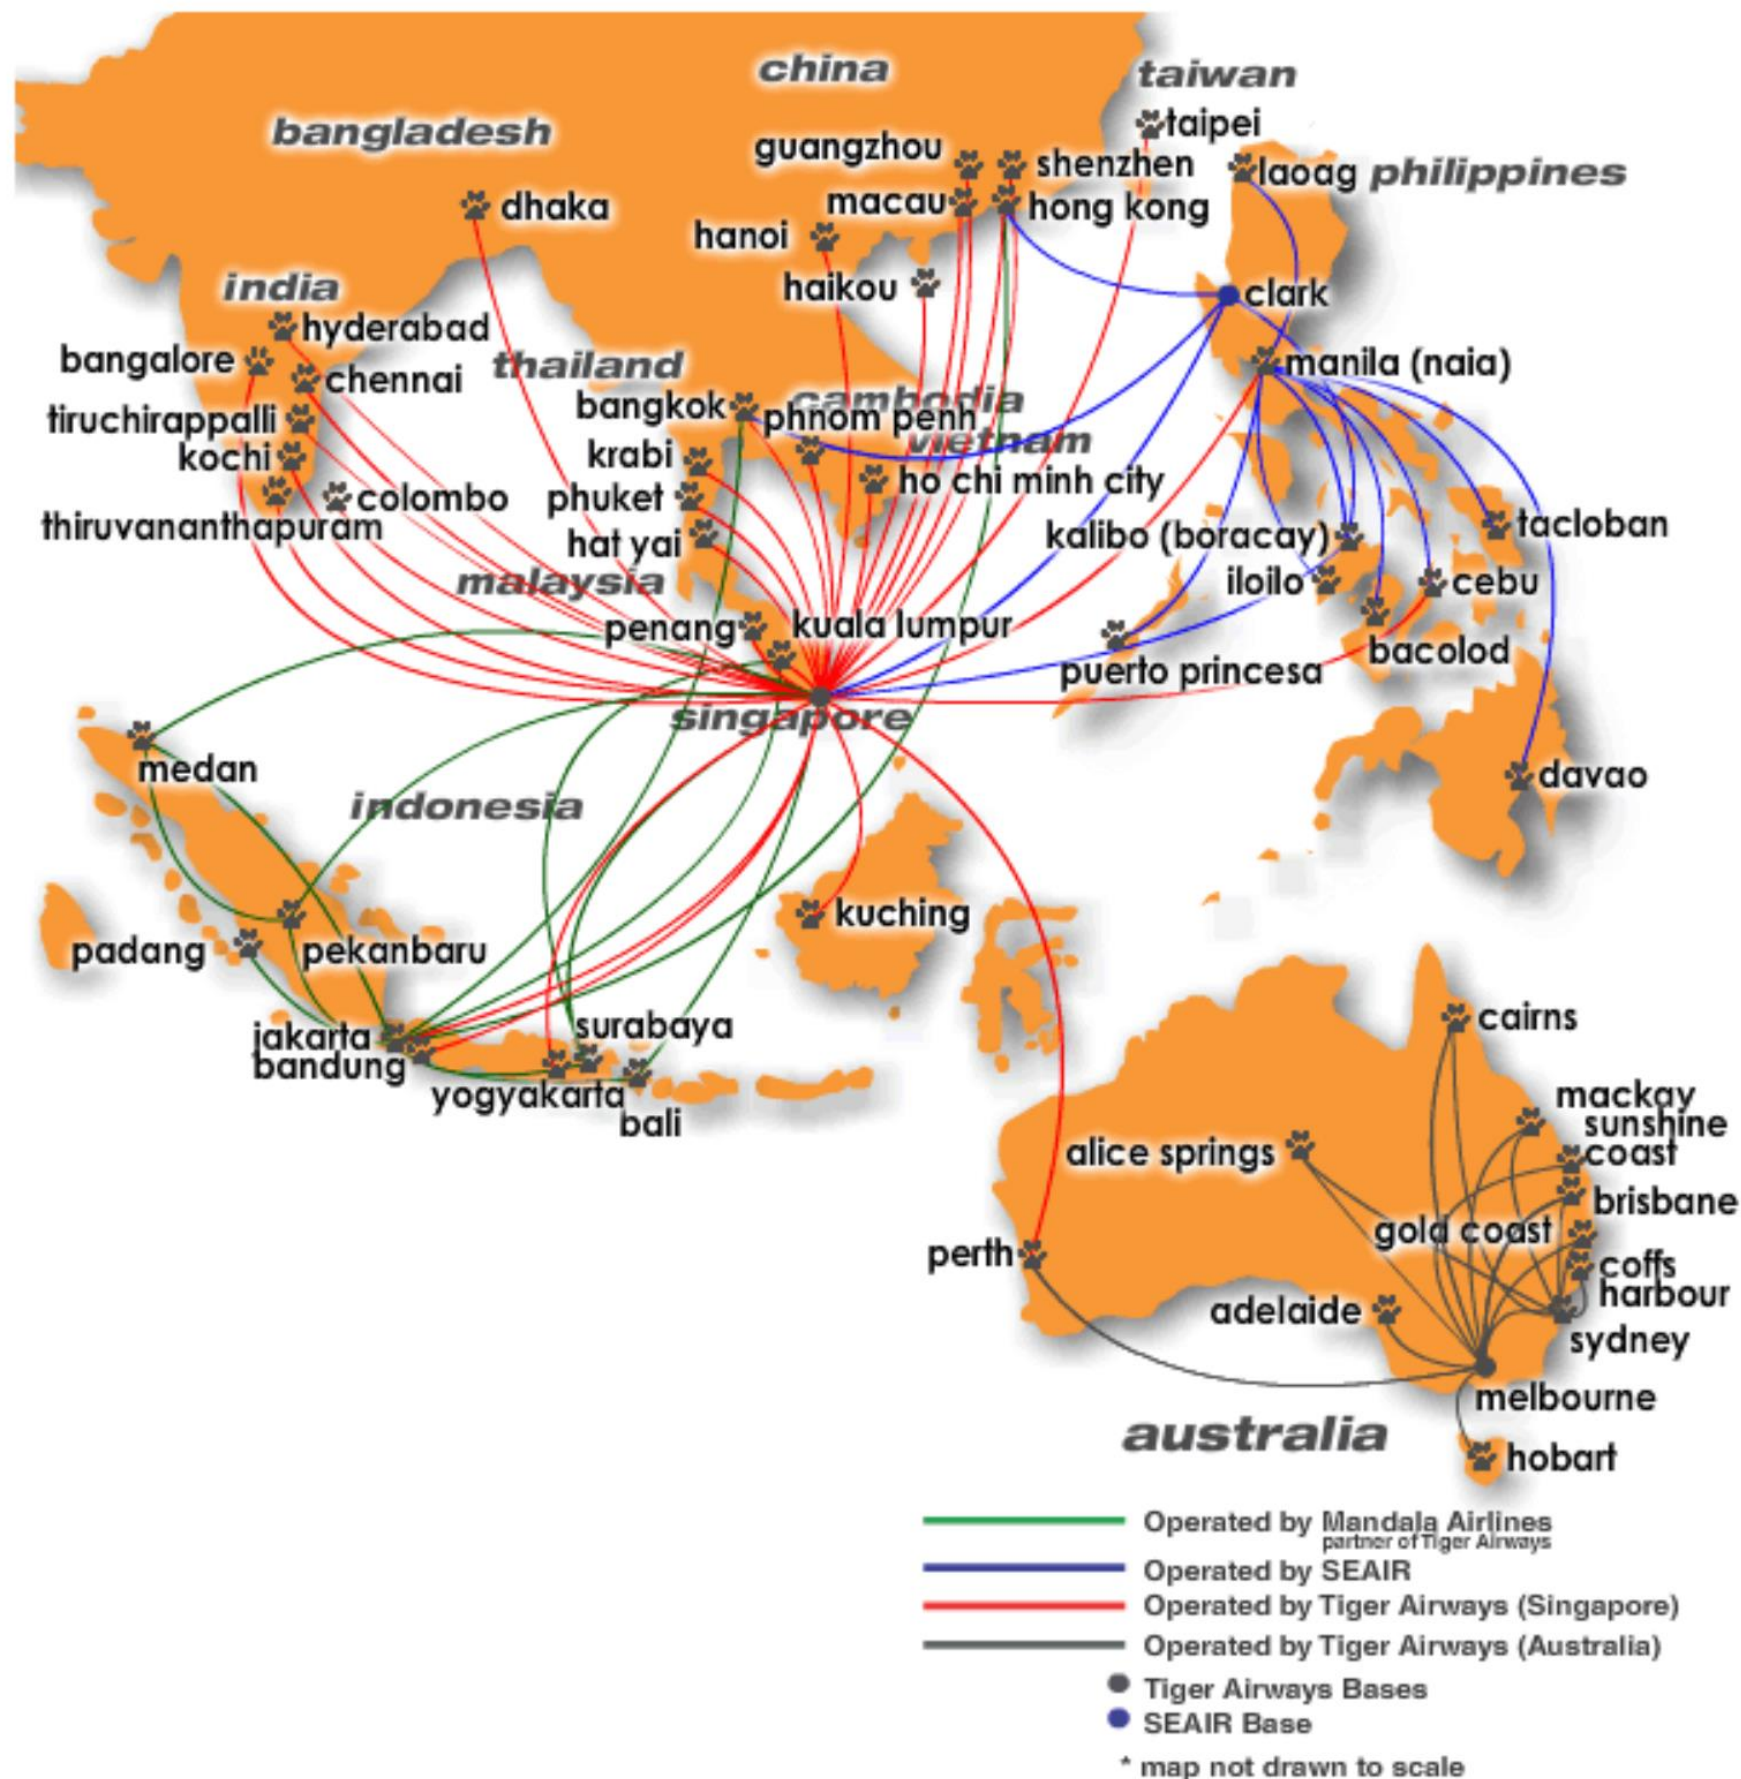 china
taiwan
taipei
bangladesh
guangzhou
shenzhen
laoag
philippines
dhaka
macau
hong kong
hanoi
haikou
india
clark
hyderabad
bangalore
thailand
manila (naia)
chennai
cambodia
bangkok
phnom penh
tiruchirappalli
vietnam
kochi
krabi
ho chi minh city
colombo
phuket
thiruvananthapuram
tacloban
hat yai
kalibo (boracay)
malaysia
iloilo
cebu
penang
kuala lumpur
bacolod
puerto princesa
singapore
medan
davao
indonesia
kuching
padang
pekanbaru
cairns
surabaya
jakarta
bandung
yogyakarta
bali
mackay
sunshine
coast
alice springs
brisbane
gold coast
perth
coffs
harbour
adelaide
sydney
melbourne
australia
hobart
Operated by Mandala Airlines
partner of Tiger Airways
Operated by SEAIR
Operated by Tiger Airways (Singapore)
Operated by Tiger Airways (Australia)
Tiger Airways Bases
SEAIR Base
* map not drawn to scale